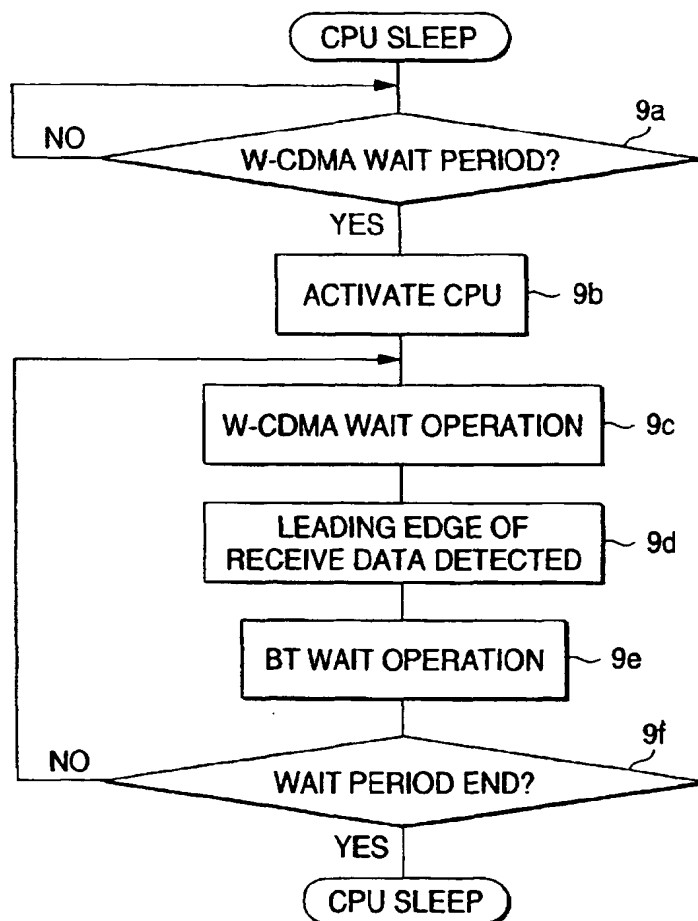 CPU SLEEP
9a
NO
W-CDMA WAIT PERIOD?
YES
ACTIVATE CPU
9b
W-CDMA WAIT OPERATION
9c
LEADING EDGE OF
RECEIVE DATA DETECTED
9d
BT WAIT OPERATION
9e
9f
NO
WAIT PERIOD END?
YES
CPU SLEEP